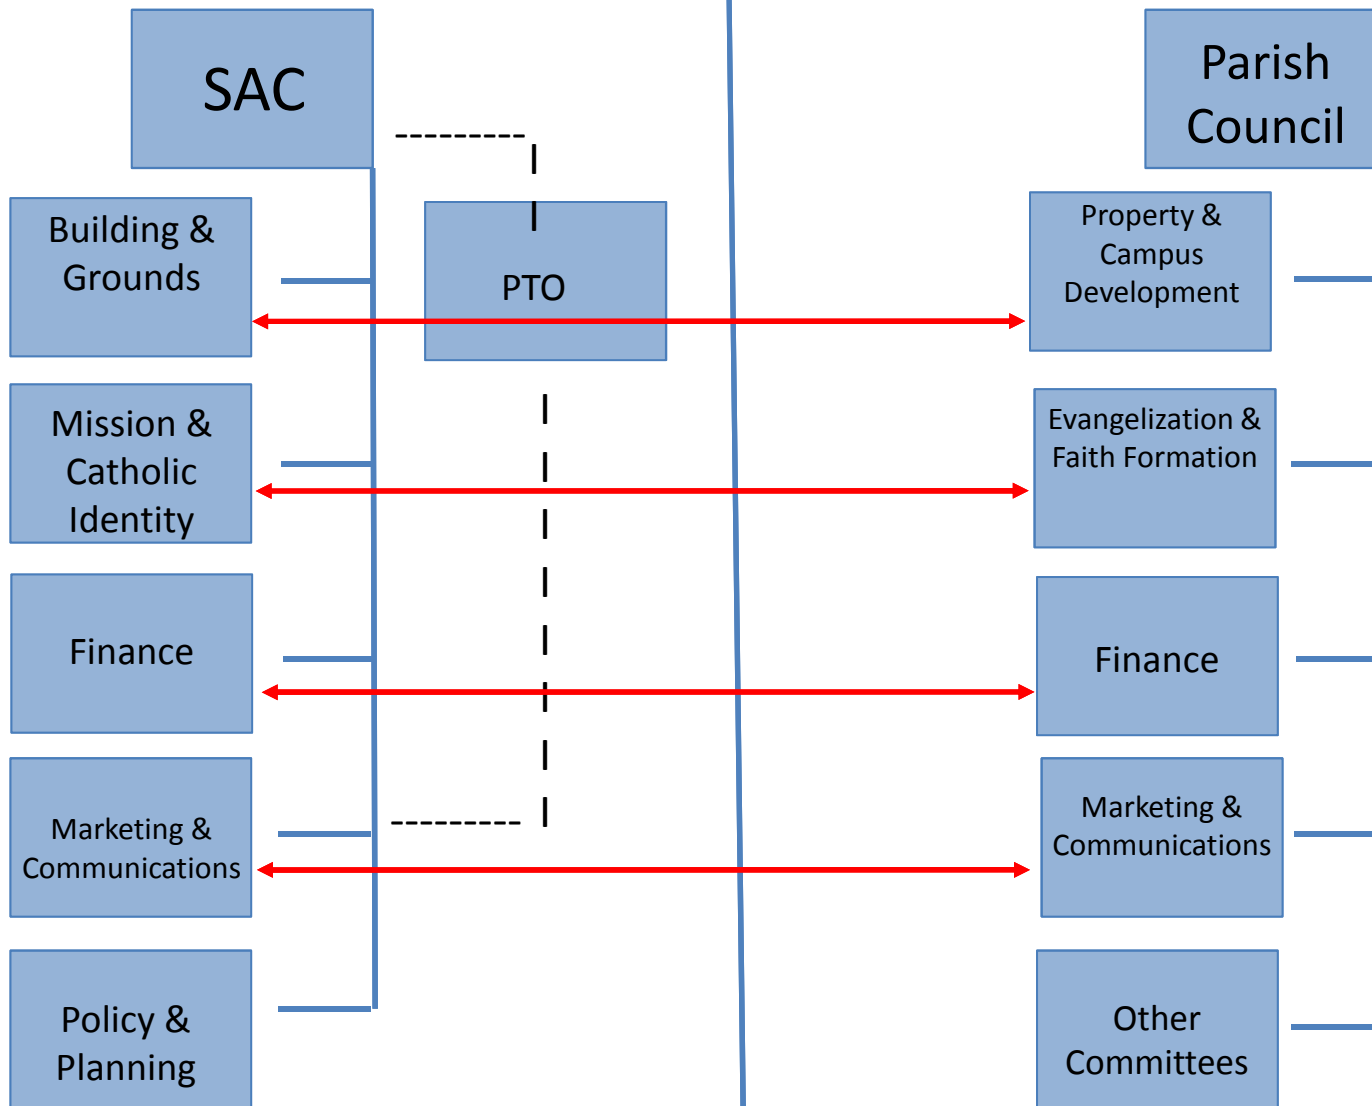 SAC
Building &
Grounds
Mission &
Catholic
Identity
Finance
Marketing &
Communications
Policy &
Planning
PTO
Parish
Council
Property &
Campus
Development
Evangelization &
Faith Formation
Finance
Marketing &
Communications
Other
Committees